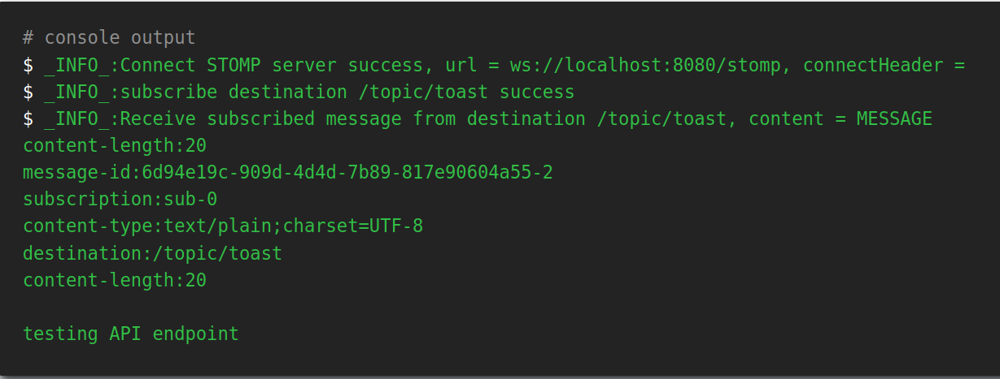 # console output
$ _INFO_:Connect STOMP server success, url = ws://localhost:8080/stomp, connectHeader =
$ _INFO_:subscribe destination /topic/toast success
$ _INFO_:Receive subscribed message from destination /topic/toast, content = MESSAGE
content-length:20
message-id:6d94e19c-909d-4d4d-7b89-817e90604a55-2
subscription:sub-0
content-type:text/plain;charset=UTF-8
destination:/topic/toast
content-length:20
testing API endpoint